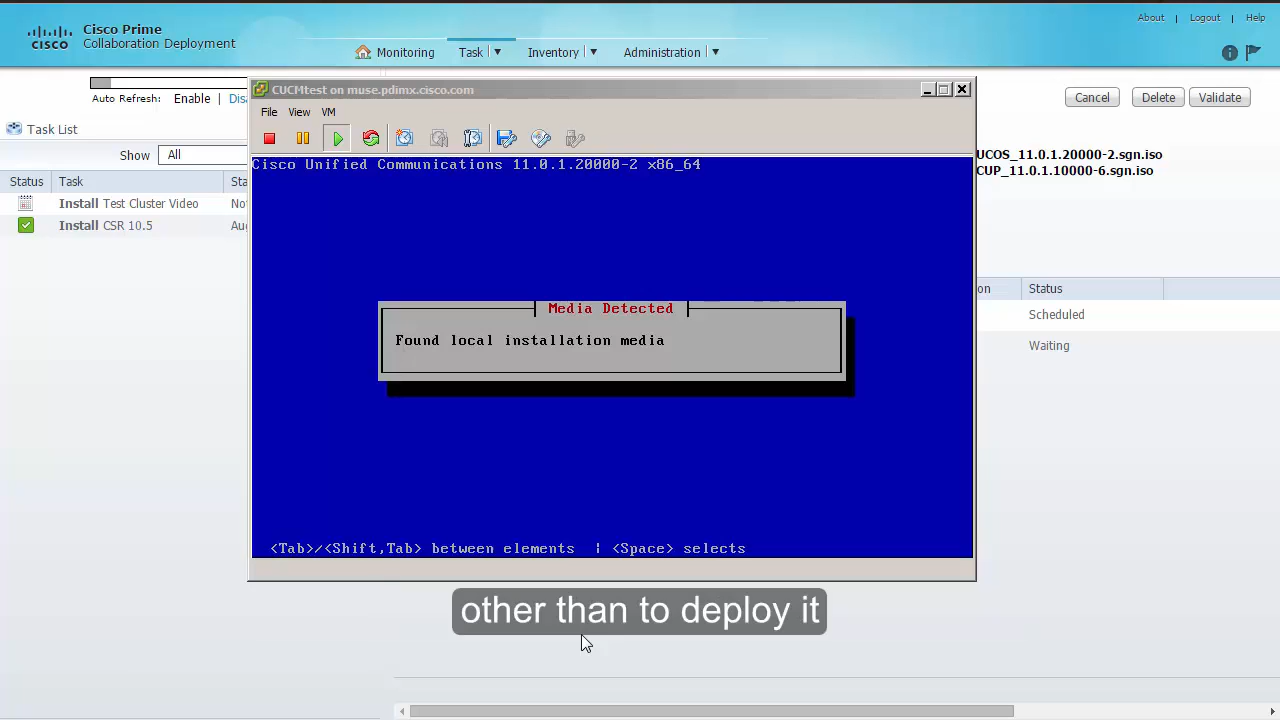 About | Logout | Help
Cisco Prime
Collaboration Deployment
CISCO
Monitoring
Task
Inventory
Administration
CUCMtest on muse.pdimx.cisco.com
Auto Refresh: Enable |
Cancel
Delete
Validate
File View VM
Task List
Show All
Cisco Unified Communications 11.0.1.20000-2 x86_64
UCOS_11.0.1.20000-2.sgn.iso
CUP_11.0.1.10000-6.sgn.iso
Status Task
Install Test Cluster Video
Install CSR 10.5
Status
Media Detected
Scheduled
Found local installation media
Waiting
<Tab>/<Shift,Tab> between elements | <Space> selects
other than to deploy it